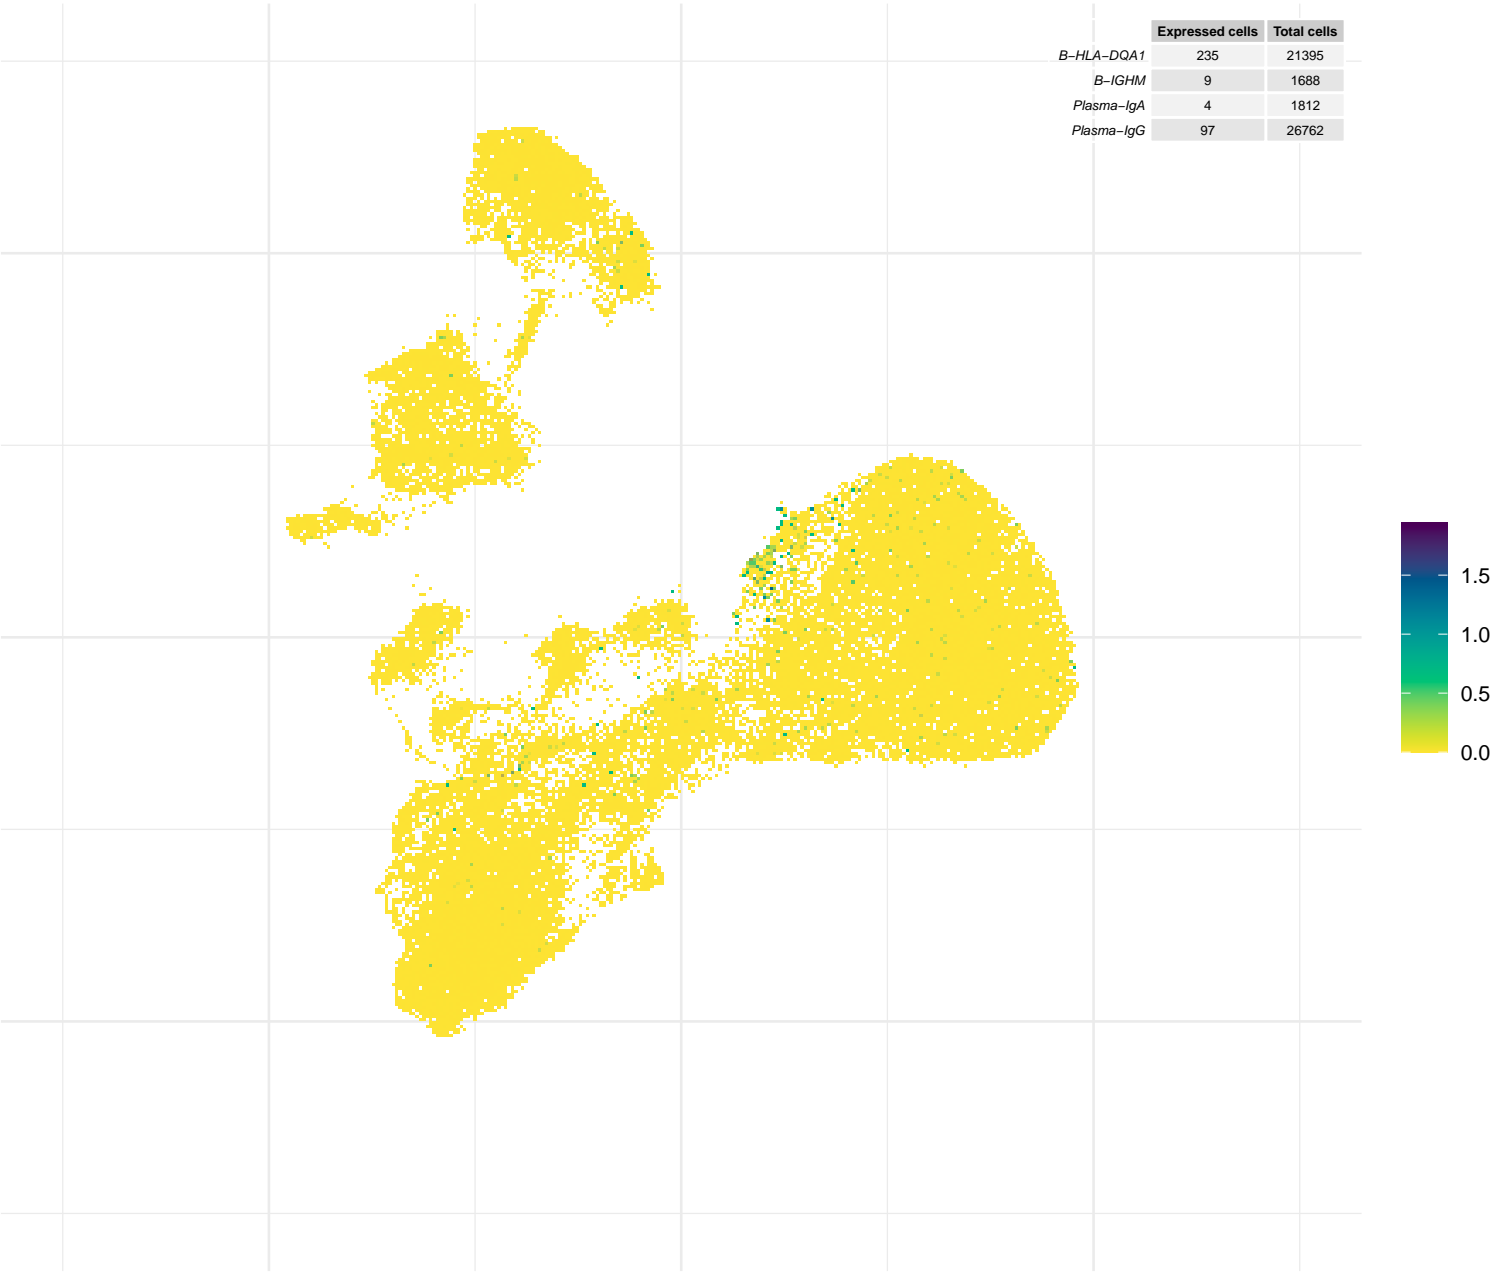 Expressed cells Total cells
B−HLA−DQA1 235 21395
B−IGHM 9 1688
Plasma−IgA 4 1812
Plasma−IgG 97 26762
1.5
1.0
0.5
0.0